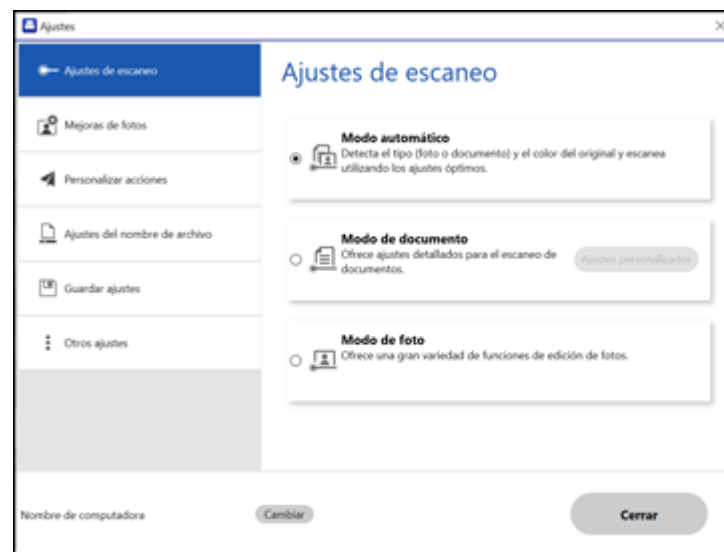 Ajustes
Ajustes de escaneo
Mejoras de fotos
Personalizar acciones
Ajustes del nombre de archivo
Guardar ajustes
Otros ajustes
Ajustes de escaneo
Modo automático
Detecta el tipo (foto o documento) y el color del original y escanea
utilizando los ajustes óptimos.
Modo de documento
Ofrece ajustes detallados para el escaneo de
documentos.
Ajustes personalizados
Modo de foto
Ofrece una gran variedad de funciones de edición de fotos.
Nombre de computadora
Cambiar
Cerrar